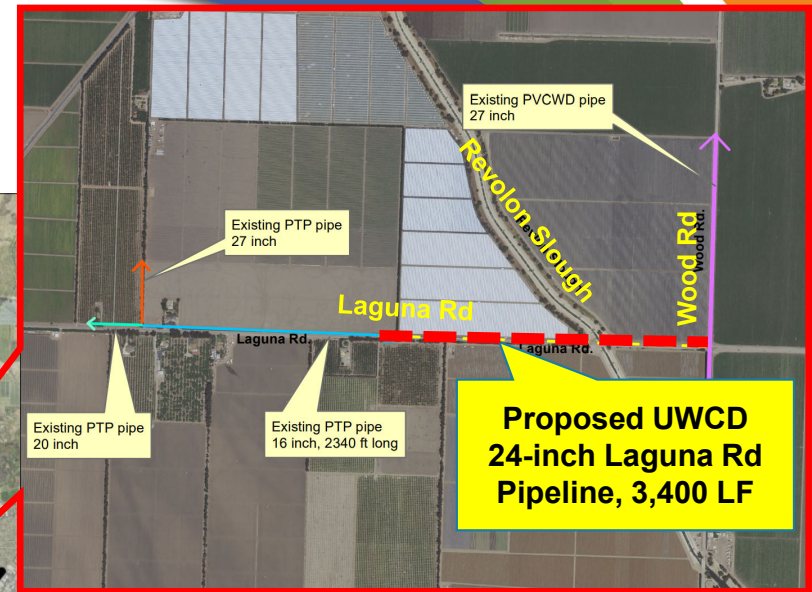 Existing PVCWD pipe
27 inch
Revolon Slough
Rev
Wood Rd
Wood Rd.
Existing PTP pipe
27 inch
Laguna Rd
Laguna Rd.
Laguna Rd.
Existing PTP pipe
20 inch
Existing PTP pipe
16 inch, 2340 ft long
Proposed UWCD
24-inch Laguna Rd
Pipeline, 3,400 LF